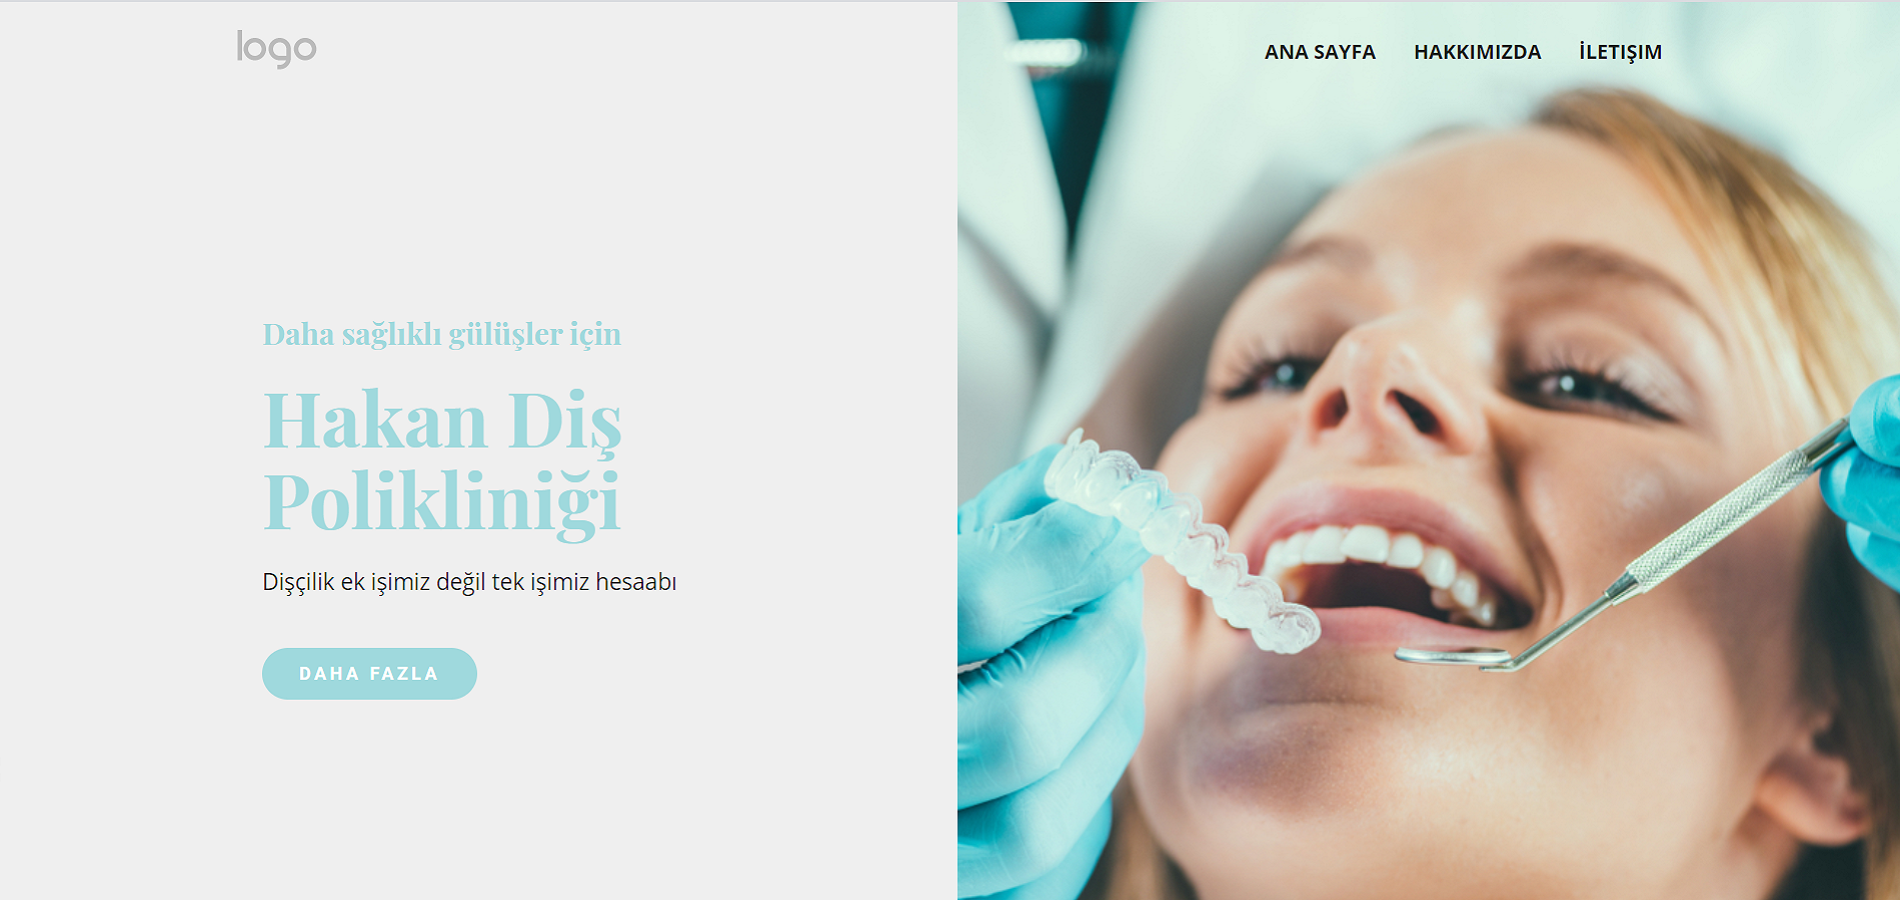 logo
ANA SAYFA HAKKIMIZDA İLETIŞIM
Daha sağlıklı gülüşler için
Hakan Diş
Polikliniği
Dişçilik ek işimiz değil tek işimiz hesaabı
DAHA FAZLA